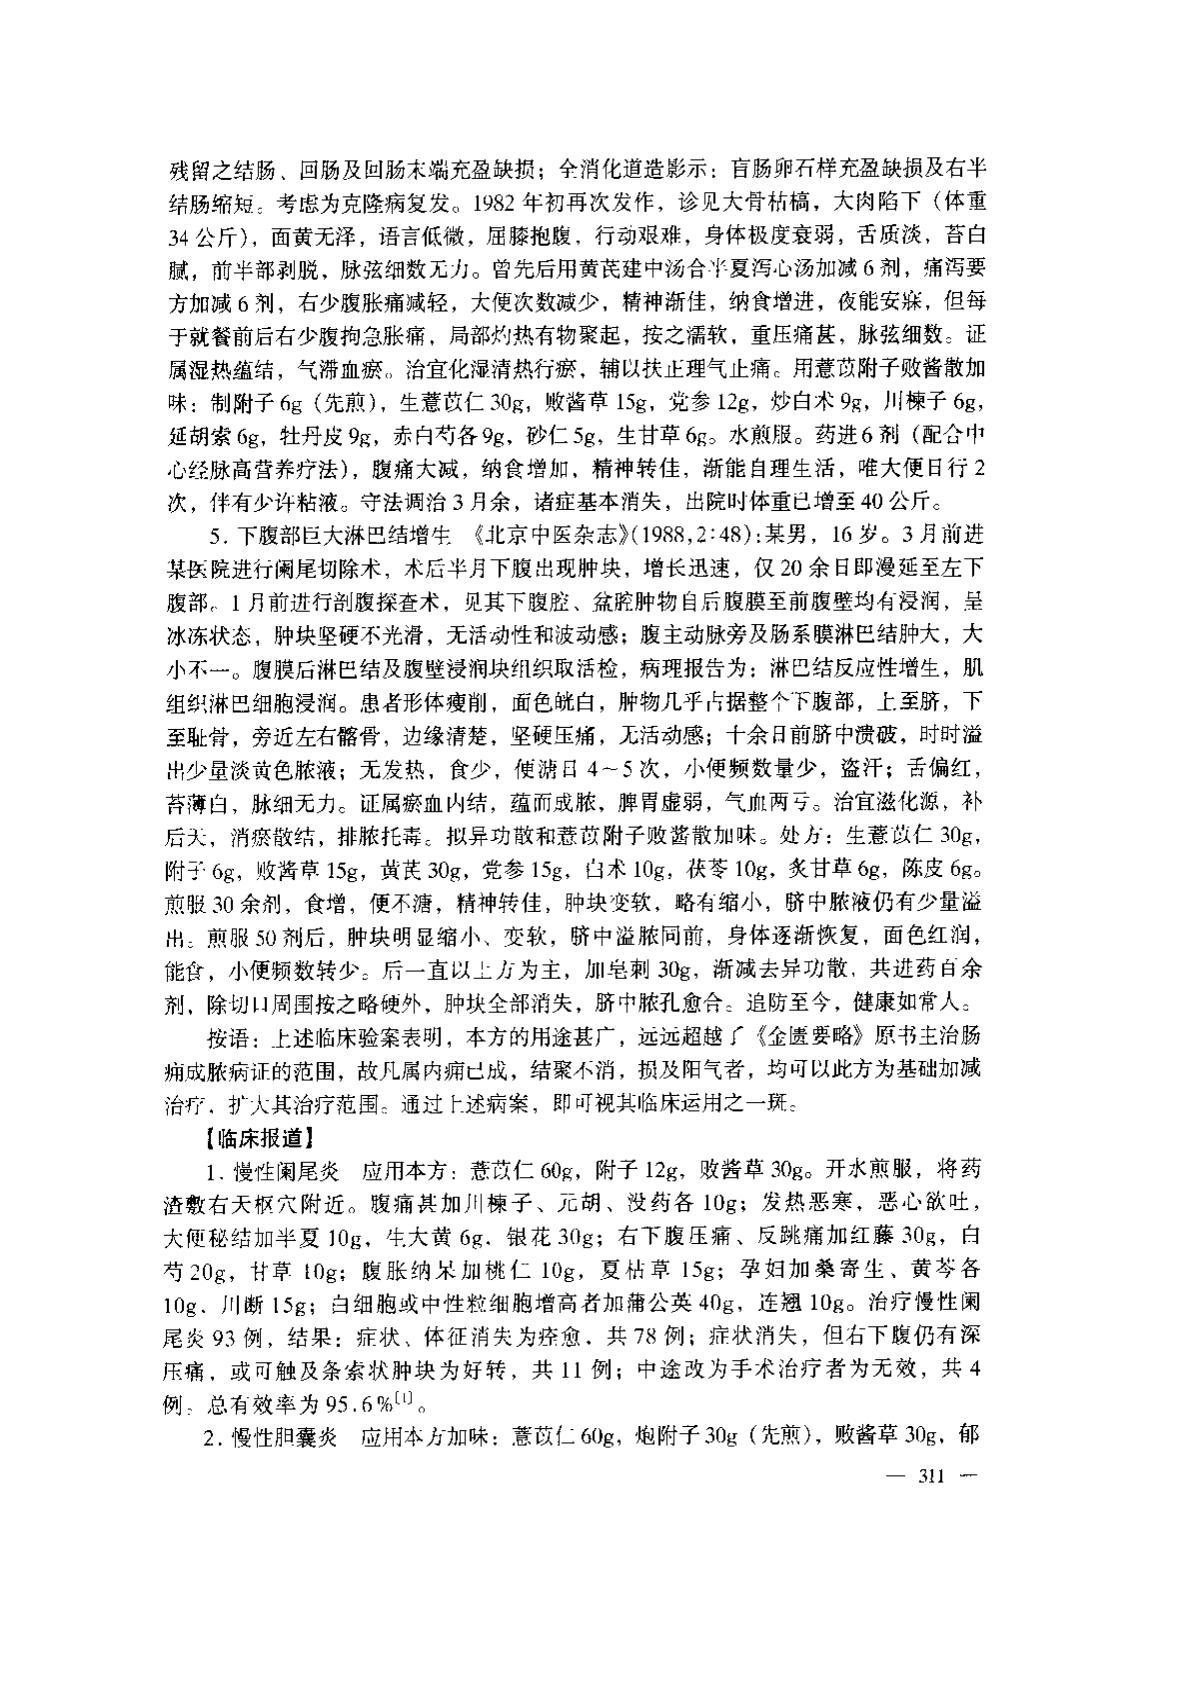 残留之结肠、回肠及回肠末端充盈缺损；全消化道造影示：盲肠卵石样充盈缺损及右半
结肠缩短。考虑为克隆病复发。1982 年初再次发作，诊见大骨枯槁，大肉陷下（体重
34 公斤），面黄无泽，语言低微，屈膝抱腹，行动艰难，身体极度衰弱，舌质淡，苔白
腻，前半部剥脱，脉弦细数无力。曾先后用黄芪建中汤合半夏泻心汤加减 6 剂，痛泻要
方加减 6 剂，右少腹胀痛减轻，大便次数减少，精神渐佳，纳食增进，夜能安寐，但每
于就餐前后右少腹拘急胀痛，局部灼热有物聚起，按之濡软，重压痛甚，脉弦细数。证
属湿热蕴结，气滞血瘀。治宜化湿清热行瘀，辅以扶正理气止痛。用薏苡附子败酱散加
味：制附子 6g（先煎），生薏苡仁 30g，败酱草 15g，党参 12g，炒白术 9g，川楝子 6g，
延胡索 6g，牡丹皮 9g，赤白芍各 9g，砂仁 5g，生甘草 6g。水煎服。药进 6 剂（配合中
心经脉高营养疗法），腹痛大减，纳食增加，精神转佳，渐能自理生活，唯大便日行 2
次，伴有少许粘液。守法调治 3 月余，诸症基本消失，出院时体重已增至 40 公斤。
5. 下腹部巨大淋巴结增生　《北京中医杂志》(1988,2:48)：某男，16 岁。3 月前进
某医院进行阑尾切除术，术后半月下腹出现肿块，增长迅速，仅 20 余日即漫延至左下
腹部。1 月前进行剖腹探查术，见其下腹腔、盆腔肿物自后腹膜至前腹壁均有浸润，呈
冰冻状态，肿块坚硬不光滑，无活动性和波动感；腹主动脉旁及肠系膜淋巴结肿大，大
小不一。腹膜后淋巴结及腹壁浸润块组织取活检，病理报告为：淋巴结反应性增生，肌
组织淋巴细胞浸润。患者形体瘦削，面色㿠白，肿物几乎占据整个下腹部，上至脐，下
至耻骨，旁近左右髂骨，边缘清楚，坚硬压痛，无活动感；十余日前脐中溃破，时时溢
出少量淡黄色脓液；无发热，食少，便溏日 4～5 次，小便频数量少，盗汗；舌偏红，
苔薄白，脉细无力。证属瘀血内结，蕴而成脓，脾胃虚弱，气血两亏。治宜滋化源，补
后天，消瘀散结，排脓托毒。拟异功散和薏苡附子败酱散加味。处方：生薏苡仁 30g，
附子 6g，败酱草 15g，黄芪 30g，党参 15g，白术 10g，茯苓 10g，炙甘草 6g，陈皮 6g。
煎服 30 余剂，食增，便不溏，精神转佳，肿块变软，略有缩小，脐中脓液仍有少量溢
出。煎服 50 剂后，肿块明显缩小、变软，脐中溢脓同前，身体逐渐恢复，面色红润，
能食，小便频数转少。后一直以上方为主，加皂刺 30g，渐减去异功散，共进药百余
剂，除切口周围按之略硬外，肿块全部消失，脐中脓孔愈合。追防至今，健康如常人。
按语：上述临床验案表明，本方的用途甚广，远远超越了《金匮要略》原书主治肠
痈成脓病证的范围，故凡属内痈已成，结聚不消，损及阳气者，均可以此方为基础加减
治疗，扩大其治疗范围。通过上述病案，即可视其临床运用之一斑。
【临床报道】
1. 慢性阑尾炎　应用本方：薏苡仁 60g，附子 12g，败酱草 30g。开水煎服，将药
渣敷右天枢穴附近。腹痛甚加川楝子、元胡、没药各 10g；发热恶寒，恶心欲吐，
大便秘结加半夏 10g，生大黄 6g，银花 30g；右下腹压痛、反跳痛加红藤 30g，白
芍 20g，甘草 10g；腹胀纳呆加桃仁 10g，夏枯草 15g；孕妇加桑寄生、黄芩各
10g，川断 15g；白细胞或中性粒细胞增高者加蒲公英 40g，连翘 10g。治疗慢性阑
尾炎 93 例，结果：症状、体征消失为痊愈，共 78 例；症状消失，但右下腹仍有深
压痛，或可触及条索状肿块为好转，共 11 例；中途改为手术治疗者为无效，共 4
例。总有效率为 95.6%[1]。
2. 慢性胆囊炎　应用本方加味：薏苡仁 60g，炮附子 30g（先煎），败酱草 30g，郁
— 311 —